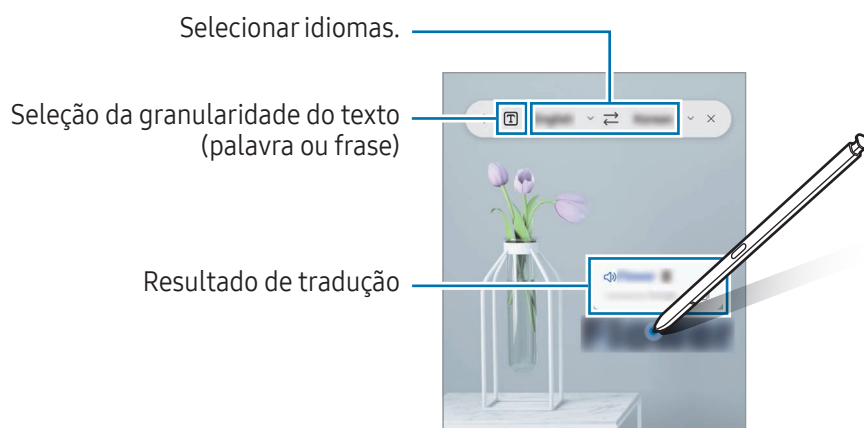 Selecionar idiomas.
Seleção da granularidade do texto
(palavra ou frase)
T
Resultado de tradução